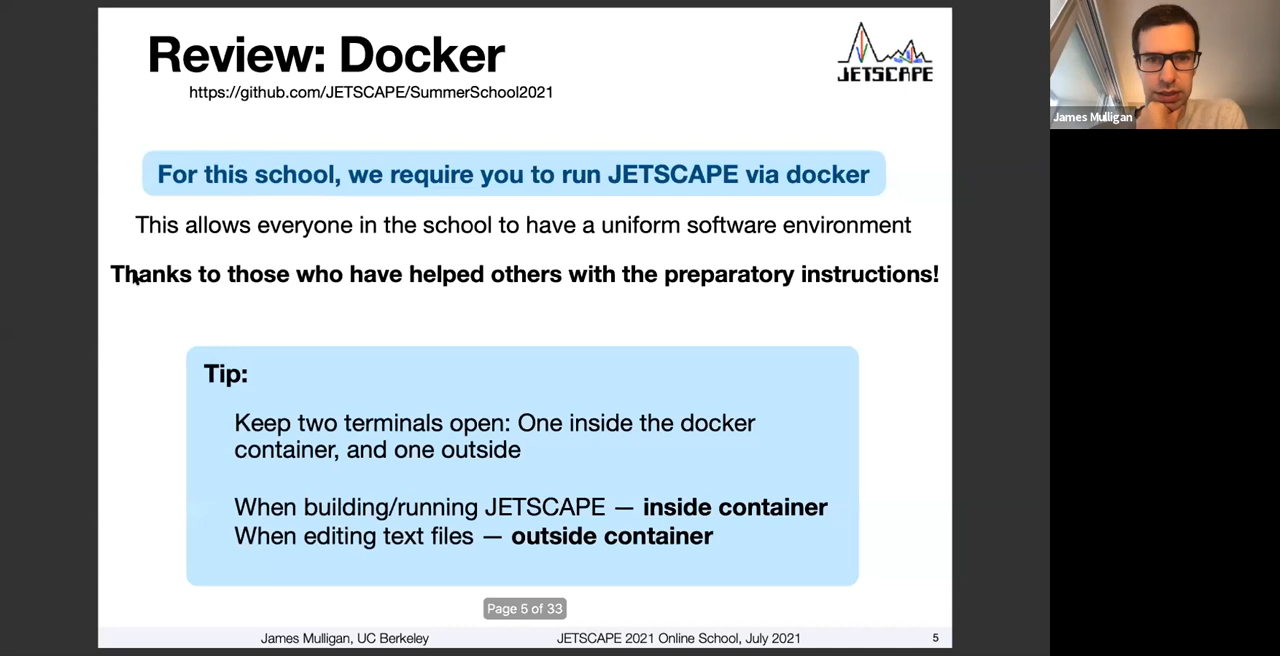 Review: Docker
https://github.com/JETSCAPE/SummerSchool2021
JETSCAPE
For this school, we require you to run JETSCAPE via docker
This allows everyone in the school to have a uniform software environment
Thanks to those who have helped others with the preparatory instructions!
Tip:
Keep two terminals open: One inside the docker
container, and one outside
When building/running JETSCAPE — inside container
When editing text files — outside container
Page 5 of 33
James Mulligan, UC Berkeley
JETSCAPE 2021 Online School, July 2021
5
James Mulligan